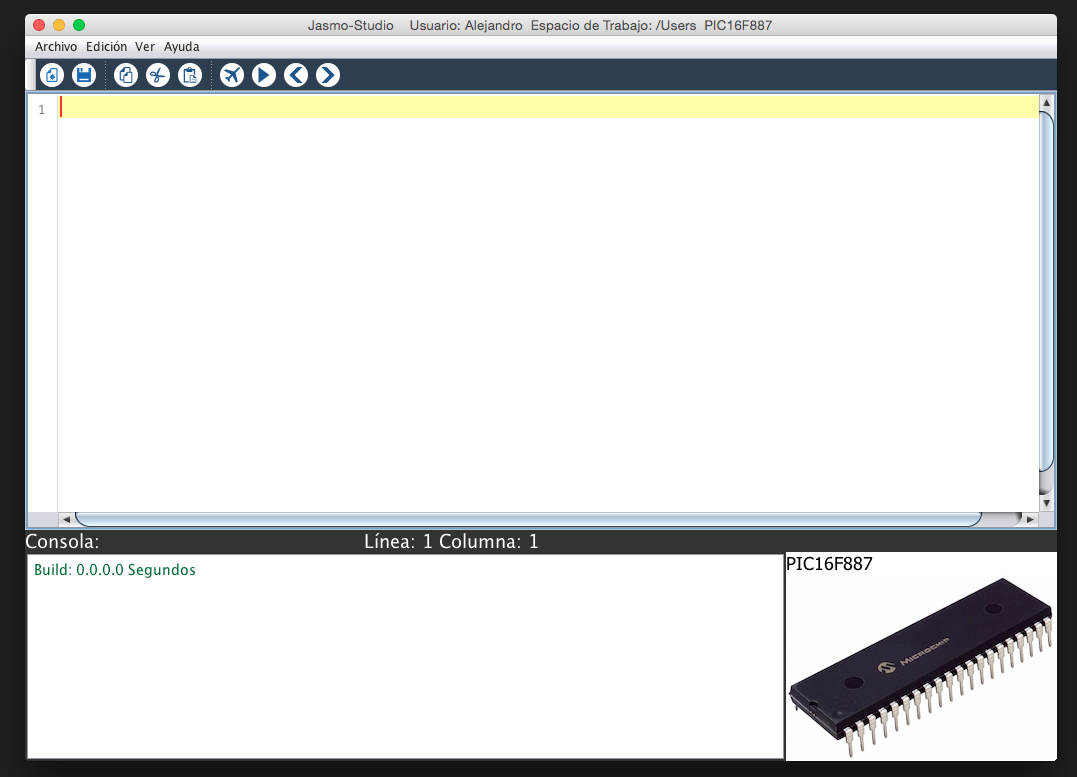 Jasmo-Studio Usuario: Alejandro Espacio de Trabajo: /Users PIC16F887
Archivo Edición Ver Ayuda
1
Consola: Línea: 1 Columna: 1
Build: 0.0.0.0 Segundos
PIC16F887
MICROCHIP